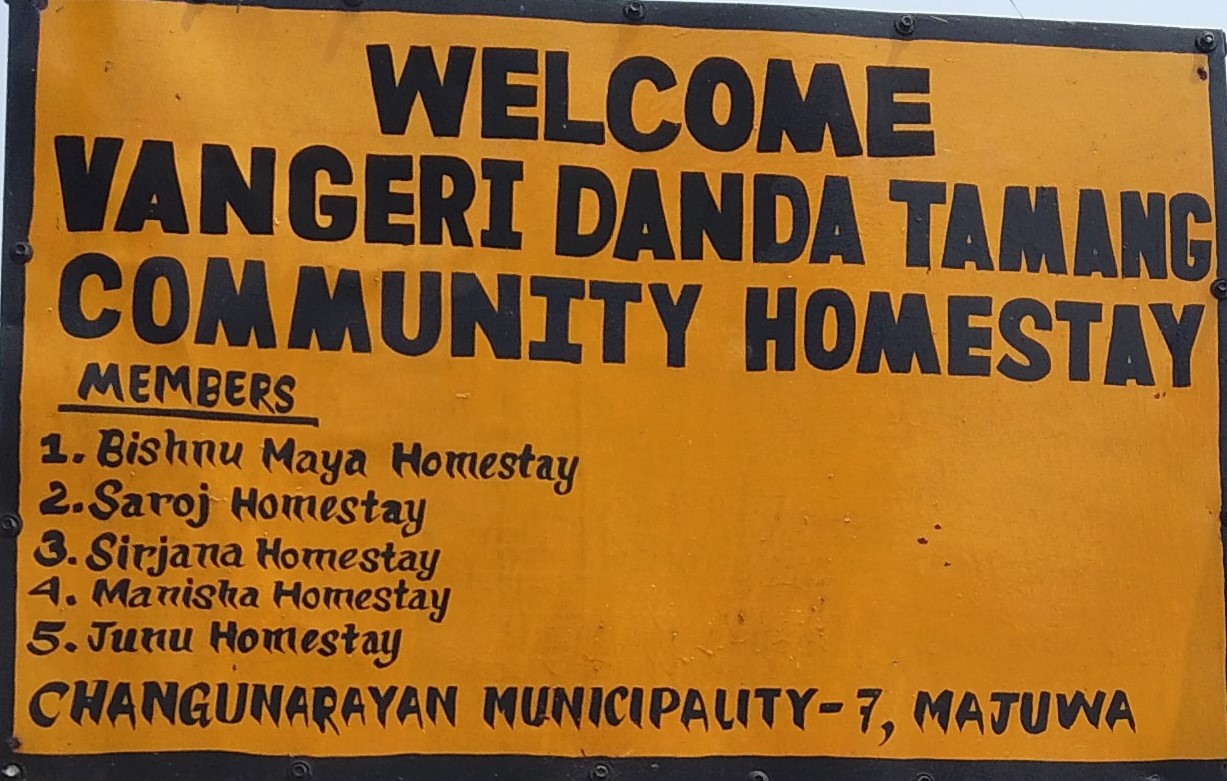 WELCOME
VANGERI DANDA TAMANG
COMMUNITY HOMESTAY
MEMBERS
1. Bishnu Maya Homestay
2. Saroj Homestay
3. Sirjana Homestay
4. Manisha Homestay
5. Junu Homestay
CHANGUNARAYAN MUNICIPALITY-7, MAJUWA